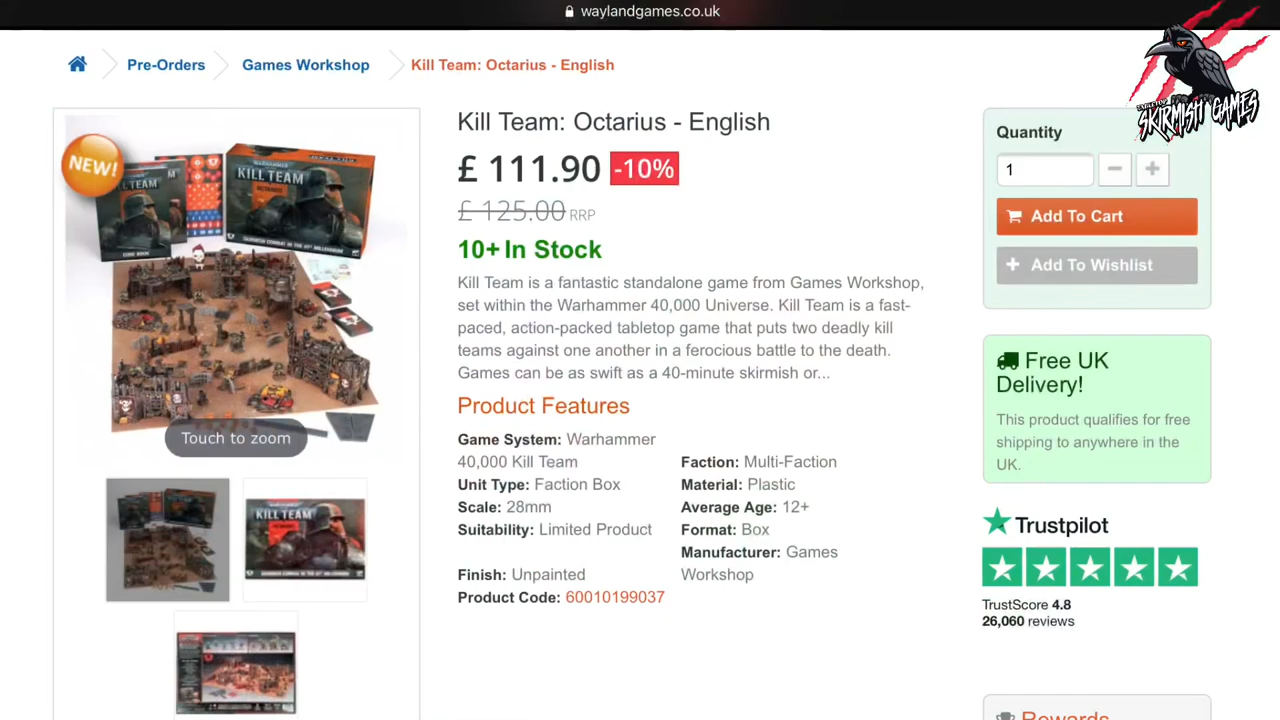 waylandgames.co.uk
Pre-Orders
Games Workshop
Kill Team: Octarius - English
SKIRMISH GAMES
NEW!
KILL TEAM
KILL TEAM
Touch to zoom
KILL TEAM
Kill Team: Octarius - English
£ 111.90 -10%
£ 125.00 RRP
10+ In Stock
Kill Team is a fantastic standalone game from Games Workshop,
set within the Warhammer 40,000 Universe. Kill Team is a fast-
paced, action-packed tabletop game that puts two deadly kill
teams against one another in a ferocious battle to the death.
Games can be as swift as a 40-minute skirmish or...
Product Features
Game System: Warhammer
40,000 Kill Team
Unit Type: Faction Box
Scale: 28mm
Suitability: Limited Product
Finish: Unpainted
Product Code: 60010199037
Faction: Multi-Faction
Material: Plastic
Average Age: 12+
Format: Box
Manufacturer: Games
Workshop
Quantity
1
Add To Cart
Add To Wishlist
Free UK
Delivery!
This product qualifies for free
shipping to anywhere in the
UK.
Trustpilot
TrustScore 4.8
26,060 reviews
Rewards